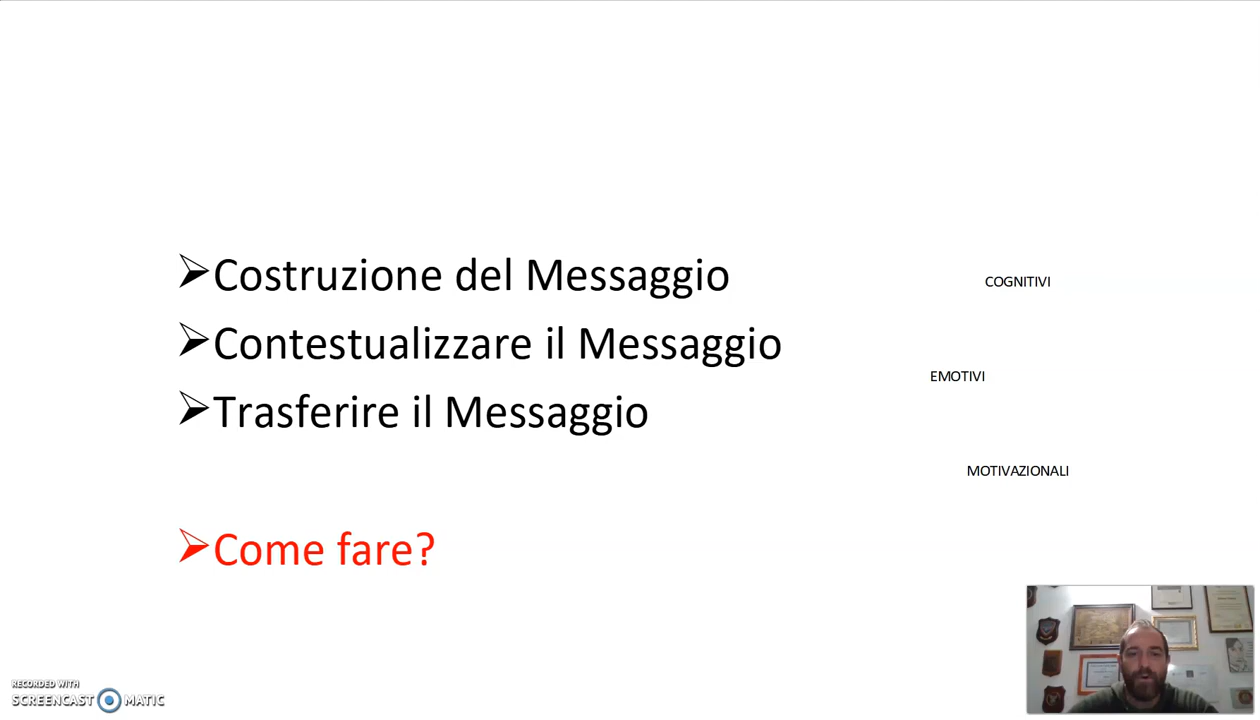 Costruzione del Messaggio
COGNITIVI
Contestualizzare il Messaggio
EMOTIVI
Trasferire il Messaggio
MOTIVAZIONALI
Come fare?
RECORDED WITH
SCREENCAST MATIC